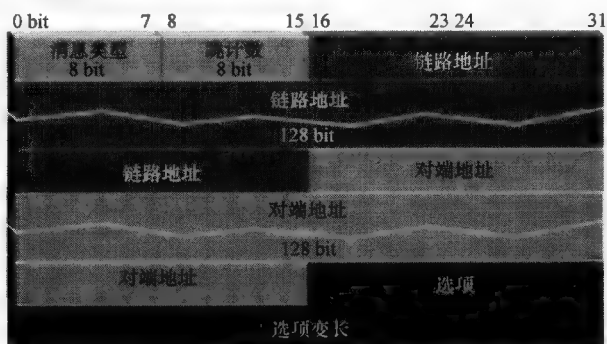 0 bit 7 8 15 16 23 24 31
消息类型 跳计数 链路地址
8 bit 8 bit
链路地址
128 bit
链路地址 对端地址
对端地址
128 bit
对端地址 选项
选项变长